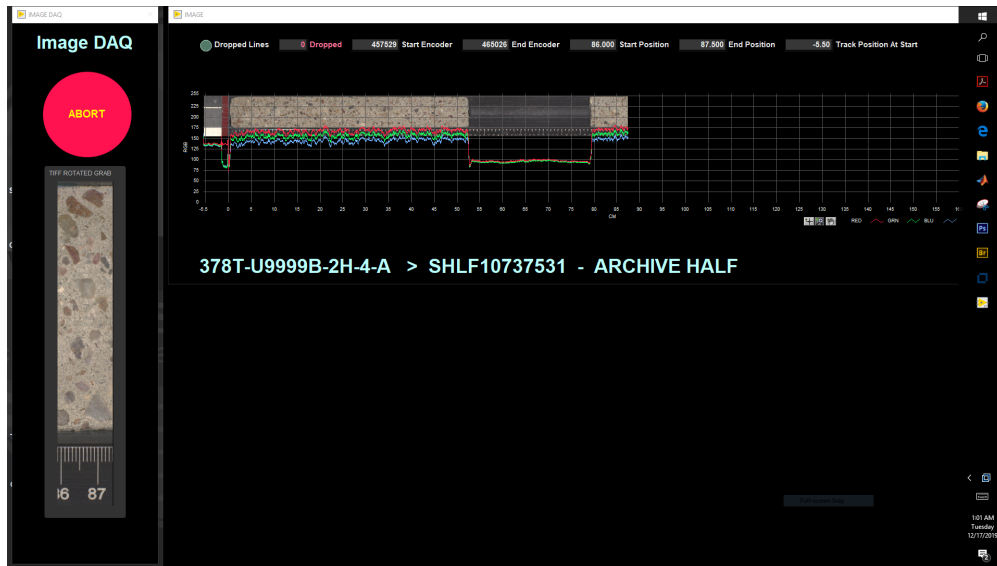 IMAGE DAQ
Image DAQ
ABORT
TIFF ROTATED GRAB
87
IMAGE
Dropped Lines 0 Dropped 457529 Start Encoder 465026 End Encoder 86.000 Start Position 87.500 End Position -5.50 Track Position At Start
RGB
255
225
200
175
150
125
100
75
50
25
0
-5.5 0 5 10 15 20 25 30 35 40 45 50 55 60 65 70 75 80 85 90 95 100 105 110 115 120 125 130 135 140 145 150 155
CM
RED GRN BLU
378T-U9999B-2H-4-A > SHLF10737531 - ARCHIVE HALF
Ps
Br
1:01 AM
Tuesday
12/17/2019
2